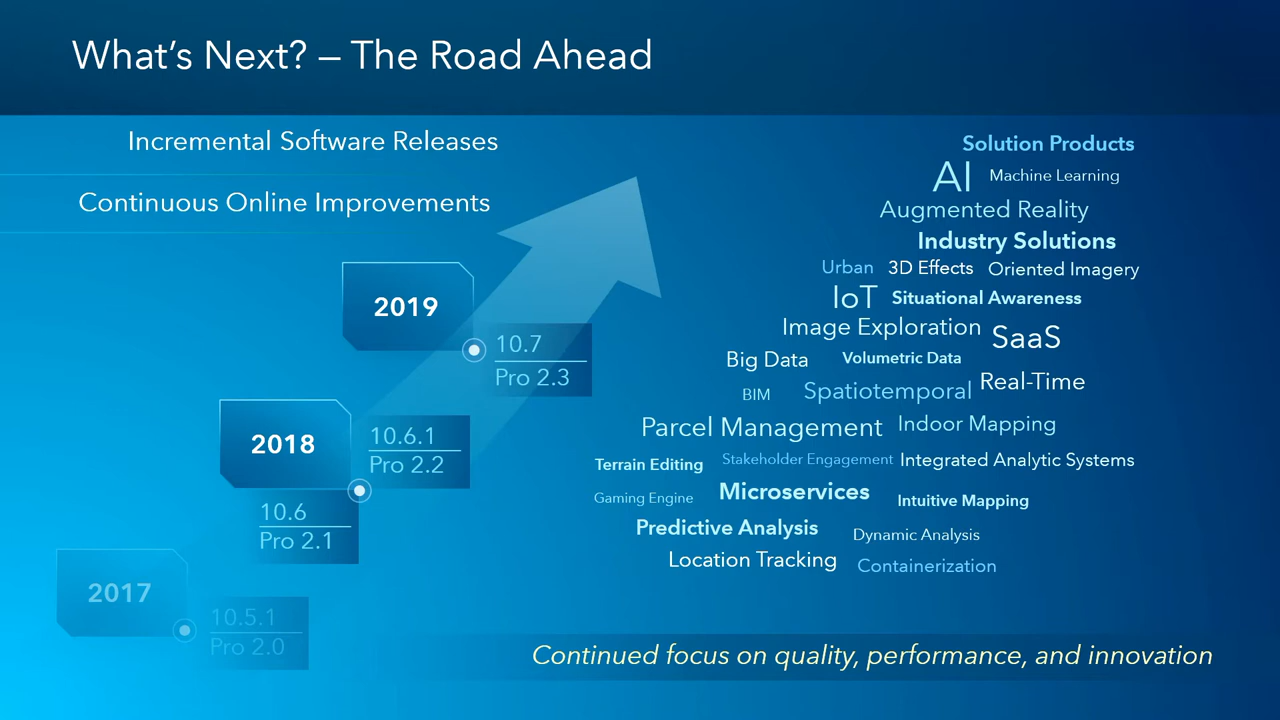 What's Next? – The Road Ahead
Incremental Software Releases
Continuous Online Improvements
2019
10.7
Pro 2.3
2018
10.6.1
Pro 2.2
10.6
Pro 2.1
2017
10.5.1
Pro 2.0
Solution Products
AI Machine Learning
Augmented Reality
Industry Solutions
Urban 3D Effects Oriented Imagery
IoT Situational Awareness
Image Exploration SaaS
Big Data Volumetric Data
BIM Spatiotemporal Real-Time
Parcel Management Indoor Mapping
Terrain Editing Stakeholder Engagement Integrated Analytic Systems
Gaming Engine Microservices Intuitive Mapping
Predictive Analysis Dynamic Analysis
Location Tracking Containerization
Continued focus on quality, performance, and innovation